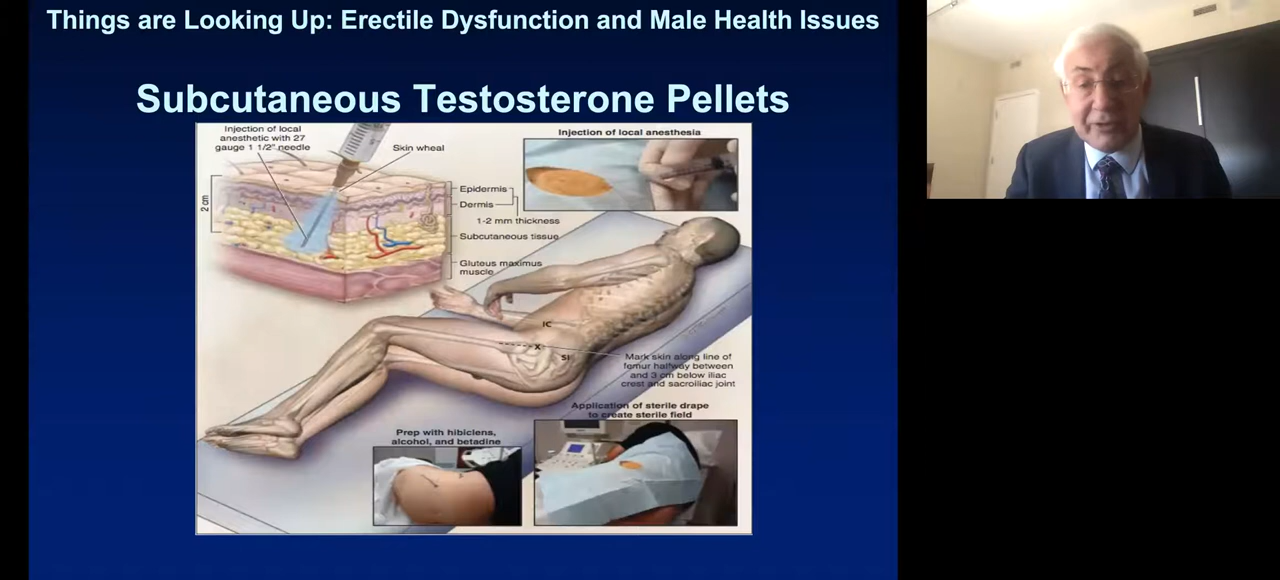 Things are Looking Up: Erectile Dysfunction and Male Health Issues
Subcutaneous Testosterone Pellets
Injection of local
anesthetic with 27
gauge 1 1/2" needle
Skin wheal
2 cm
Epidermis
Dermis
1-2 mm thickness
Subcutaneous tissue
Gluteus maximus
muscle
Injection of local anesthesia
IC
X
SI
Mark skin along line of
femur halfway between
and 3 cm below iliac
crest and sacroiliac joint
Application of sterile drape
to create sterile field
Prep with hibiclens,
alcohol, and betadine